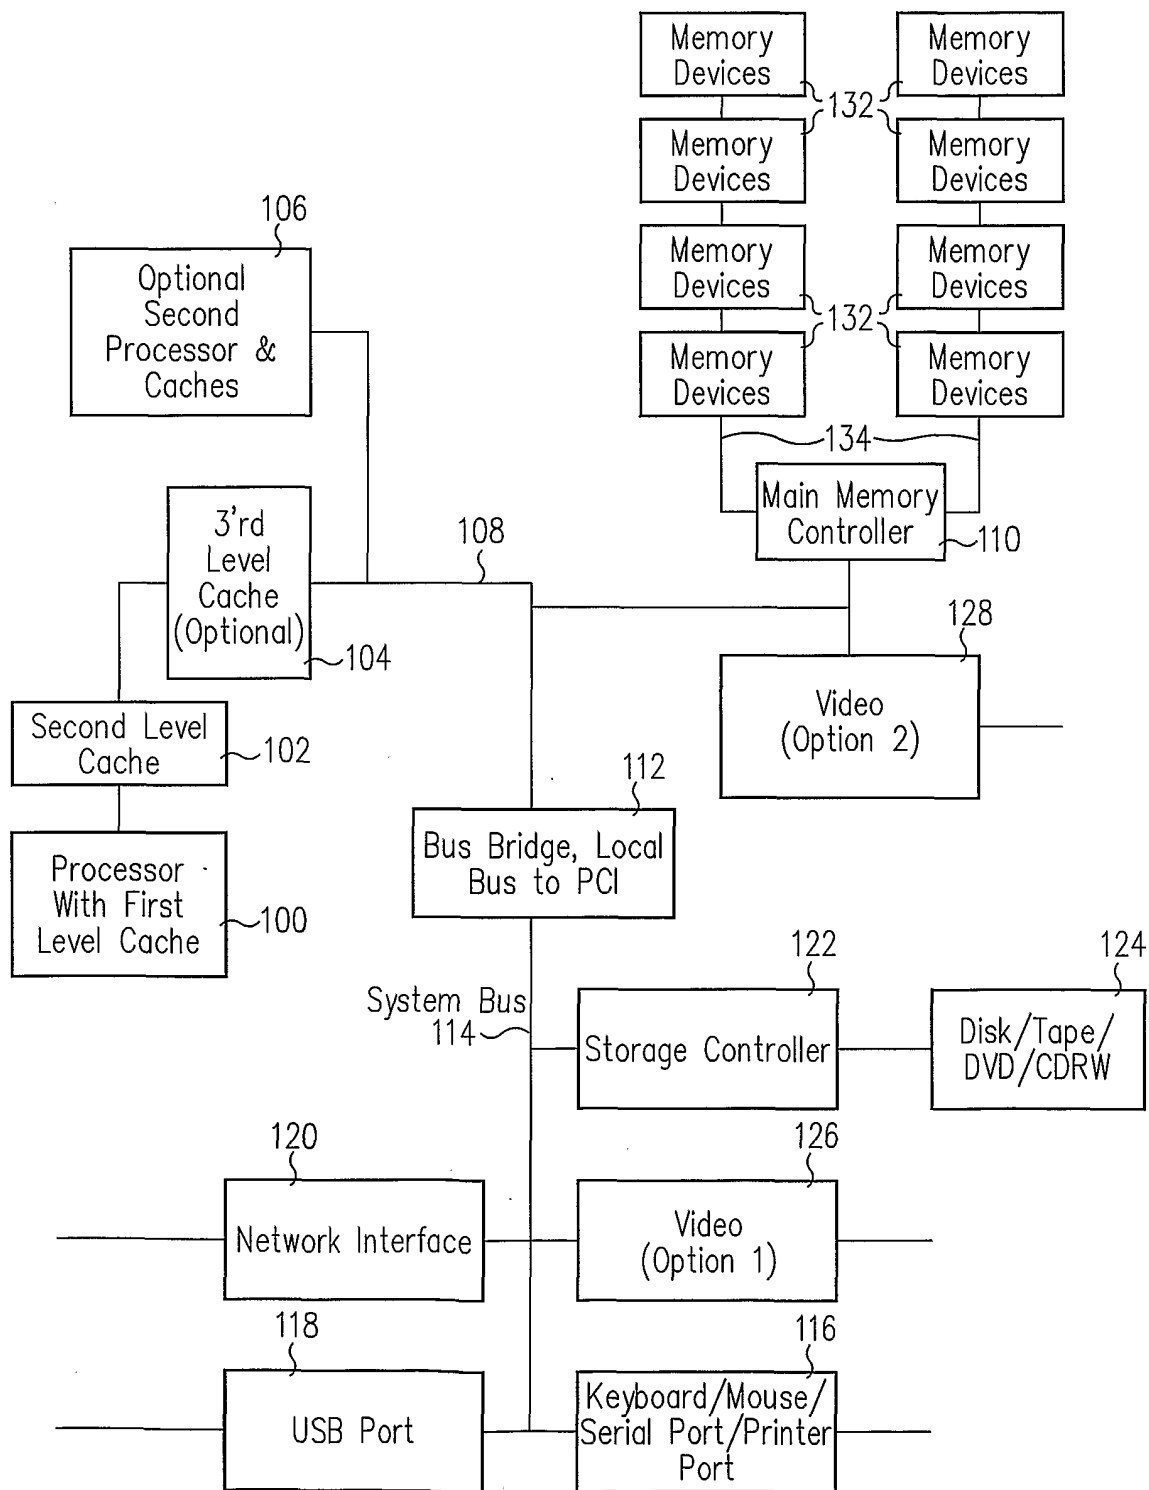 Memory
Devices
Memory
Devices
132
Memory
Devices
Memory
Devices
106
Optional
Second
Processor &
Caches
Memory
Devices
Memory
Devices
132
Memory
Devices
Memory
Devices
134
Main Memory
Controller
110
108
3'rd
Level
Cache
(Optional)
104
128
Video
(Option 2)
Second Level
Cache
102
112
Bus Bridge, Local
Bus to PCI
Processor
With First
Level Cache
100
122
124
System Bus
114
Storage Controller
Disk/Tape/
DVD/CDRW
120
126
Network Interface
Video
(Option 1)
118
116
USB Port
Keyboard/Mouse/
Serial Port/Printer
Port